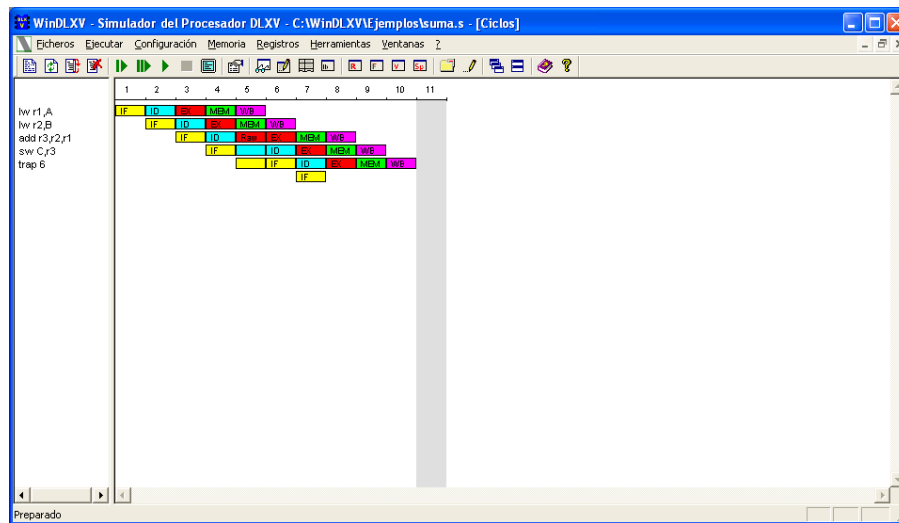 WinDLXV - Simulador del Procesador DLXV - C:\WinDLXV\Ejemplos\suma.s - [Ciclos]
Ficheros Ejecutar Configuración Memoria Registros Herramientas Ventanas ?
1 2 3 4 5 6 7 8 9 10 11
lw r1,A IF ID EX MEM WB
lw r2,B IF ID EX MEM WB
add r3,r2,r1 IF ID Raw EX MEM WB
sw C,r3 IF ID EX MEM WB
trap 6 IF ID EX MEM WB
IF
Preparado